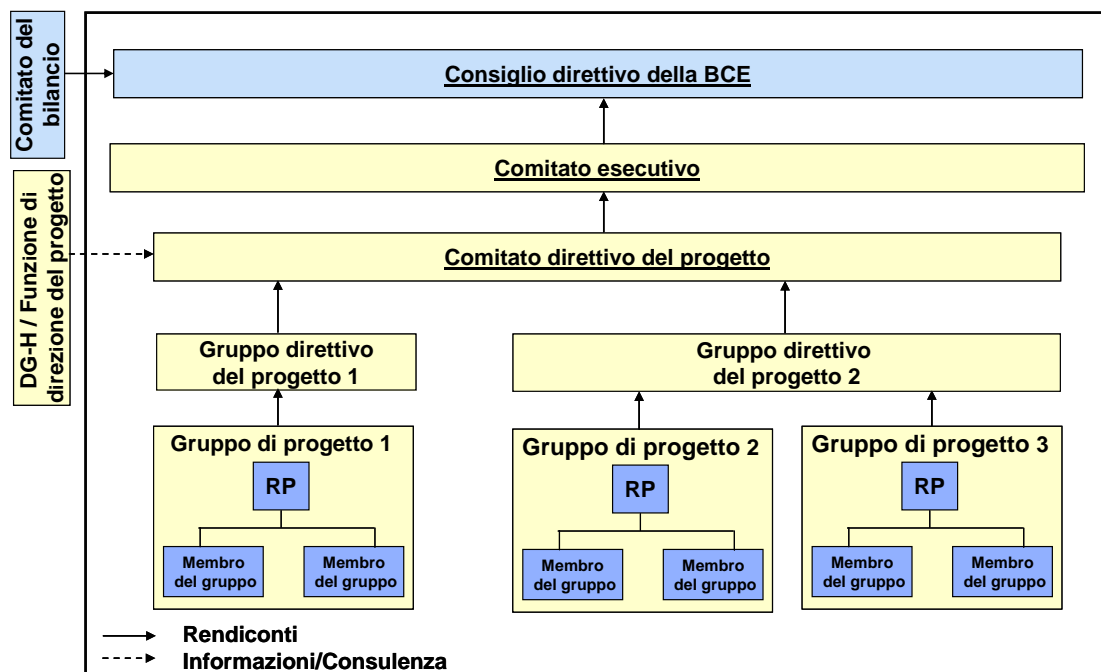 Comitato del
bilancio
Consiglio direttivo della BCE
Comitato esecutivo
DG-H / Funzione di
direzione del progetto
Comitato direttivo del progetto
Gruppo direttivo
del progetto 1
Gruppo direttivo
del progetto 2
Gruppo di progetto 1
RP
Membro
del gruppo
Membro
del gruppo
Gruppo di progetto 2
RP
Membro
del gruppo
Membro
del gruppo
Gruppo di progetto 3
RP
Membro
del gruppo
Membro
del gruppo
Rendiconti
Informazioni/Consulenza